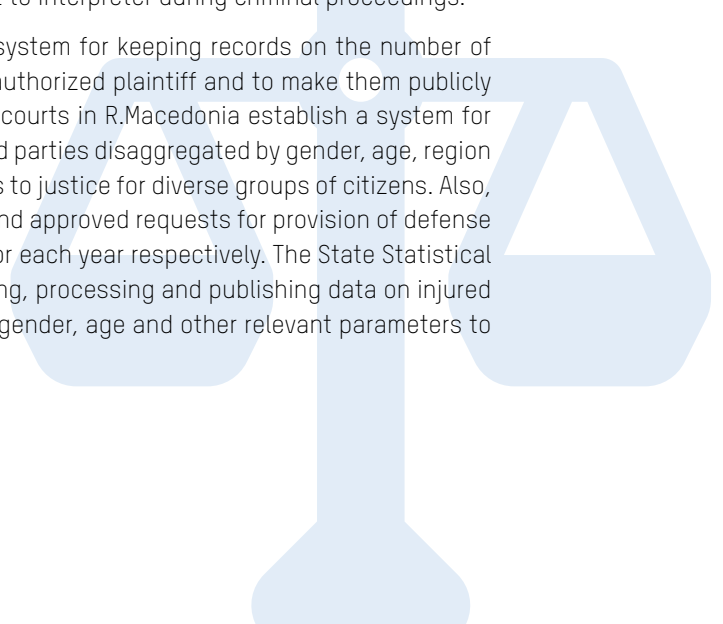 to interpreter during criminal proceedings.
system for keeping records on the number of
authorized plaintiff and to make them publicly
courts in R.Macedonia establish a system for
d parties disaggregated by gender, age, region
s to justice for diverse groups of citizens. Also,
nd approved requests for provision of defense
or each year respectively. The State Statistical
ng, processing and publishing data on injured
gender, age and other relevant parameters to